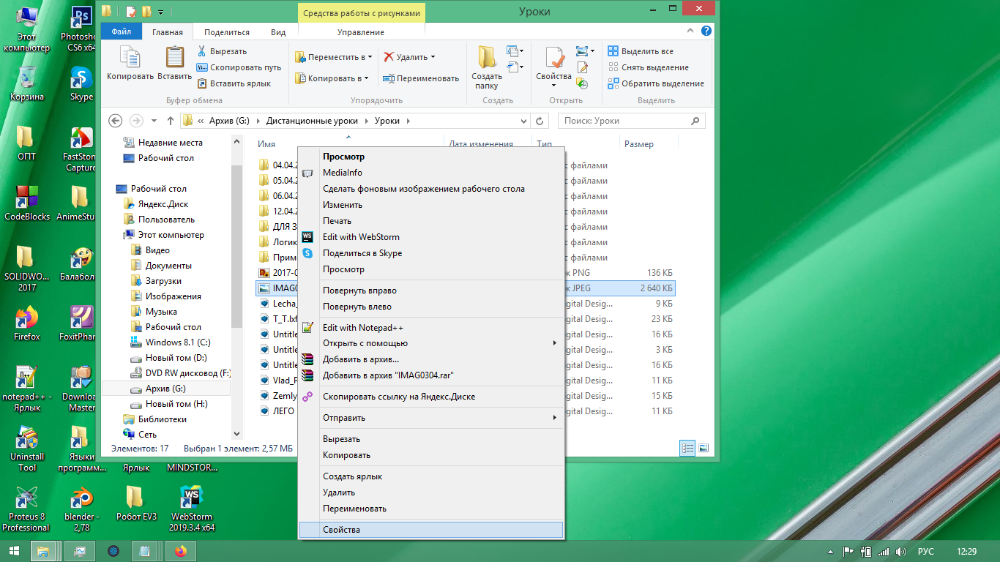 Средства работы с рисунками
Уроки
Файл
Главная
Поделиться
Вид
Управление
Копировать
Вставить
Вырезать
Скопировать путь
Вставить ярлык
Буфер обмена
Переместить в
Копировать в
Удалить
Переименовать
Упорядочить
Создать
папку
Создать
Свойства
Открыть
Выделить все
Снять выделение
Обратить выделение
Выделить
« Архив (G:)
Дистанционные уроки
Уроки
Поиск: Уроки
Недавние места
Рабочий стол
Рабочий стол
Яндекс.Диск
Пользователь
Этот компьютер
Видео
Документы
Загрузки
Изображения
Музыка
Рабочий стол
Windows 8.1 (C:)
Новый том (D:)
DVD RW дисковод (F:)
Архив (G:)
Новый том (H:)
Библиотеки
Сеть
Имя
Дата изменения
Тип
Размер
04.04.2
с файлами
05.04.2
с файлами
06.04.2
с файлами
12.04.2
с файлами
ДЛЯ З
с файлами
Логик
с файлами
Прим
с файлами
2017-0
к PNG
136 КБ
IMAG0
к JPEG
2 640 КБ
Lecha_
igital Desig...
9 КБ
T_T.lxf
igital Desig...
23 КБ
Untitle
igital Desig...
16 КБ
Untitle
igital Desig...
3 КБ
Untitle
igital Desig...
16 КБ
Vlad_P
igital Desig...
11 КБ
Zemly
igital Desig...
15 КБ
ЛЕГО
igital Desig...
11 КБ
Элементов: 17
Выбран 1 элемент: 2,57 МБ
Просмотр
MediaInfo
Сделать фоновым изображением рабочего стола
Изменить
Печать
Edit with WebStorm
Поделиться в Skype
Просмотр
Повернуть вправо
Повернуть влево
Edit with Notepad++
Открыть с помощью
Добавить в архив...
Добавить в архив "IMAG0304.rar"
Скопировать ссылку на Яндекс.Диске
Отправить
Вырезать
Копировать
Создать ярлык
Удалить
Переименовать
Свойства
Этот
компьютер
Photosho
CS6 x64
Корзина
Skype
ОПТ
FastSton
Capture
CodeBlocks
AnimeStu
SOLIDWO...
2017
Балабол
Firefox
FoxitPhan
notepad++ -
Ярлык
Downloa
Master
Uninstall
Tool
Языки
программ...
Ярлык
MINDSTOR...
Proteus 8
Professional
blender -
2,78
Робот EV3
WebStorm
2019.3.4 x64
РУС
12:29